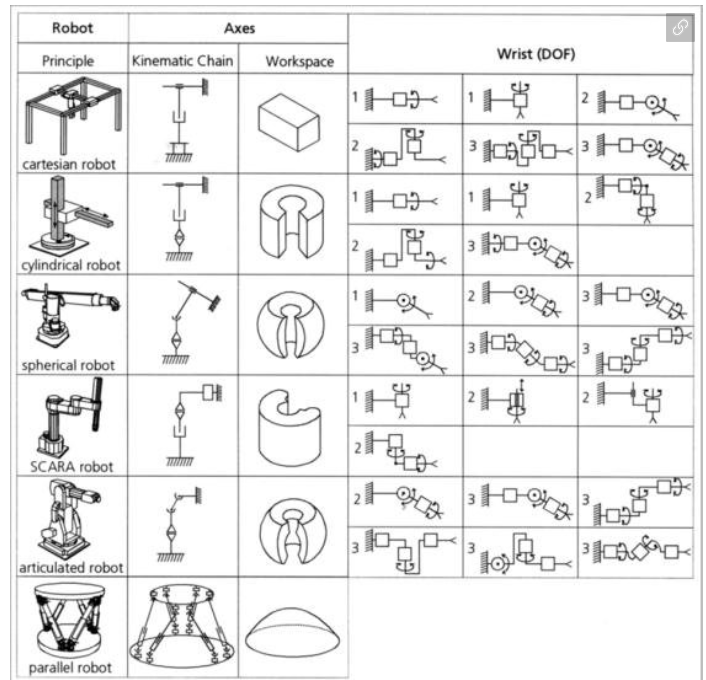 Robot Axes Wrist (DOF)
Principle Kinematic Chain Workspace
cartesian robot
1 1 2
2 3 3
cylindrical robot
1 1 2
2 3
spherical robot
1 2 3
3 3 3
SCARA robot
1 2 2
2
articulated robot
2 3 3
3 3 3
parallel robot